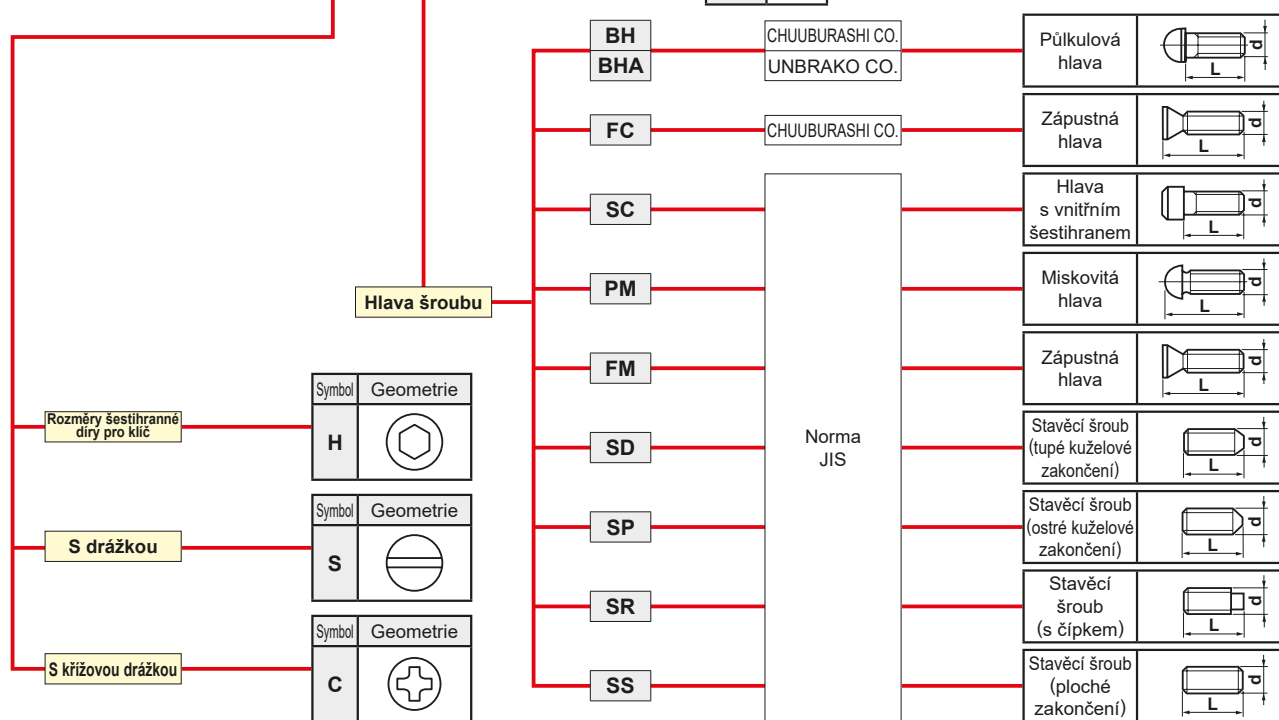 BH
BHA
CHUUBURASHI CO.
UNBRAKO CO.
Půlkulová
hlava
d
L
FC
CHUUBURASHI CO.
Zápustná
hlava
d
L
SC
Hlava
s vnitřním
šestihranem
d
L
Hlava šroubu
PM
Miskovitá
hlava
d
L
FM
Zápustná
hlava
d
L
Norma
JIS
SD
Stavěcí šroub
(tupé kuželové
zakončení)
d
L
SP
Stavěcí šroub
(ostré kuželové
zakončení)
d
L
SR
Stavěcí
šroub
(s čípkem)
d
L
SS
Stavěcí šroub
(ploché
zakončení)
d
L
Rozměry šestihranné
díry pro klíč
Symbol Geometrie
H
S drážkou
Symbol Geometrie
S
S křížovou drážkou
Symbol Geometrie
C